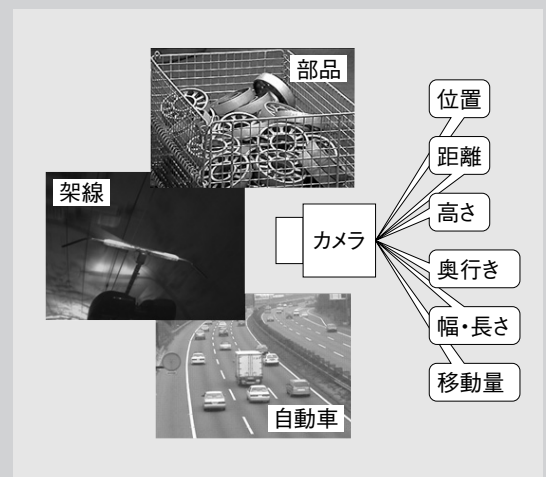 部品
架線
自動車
カメラ
位置
距離
高さ
奥行き
幅・長さ
移動量